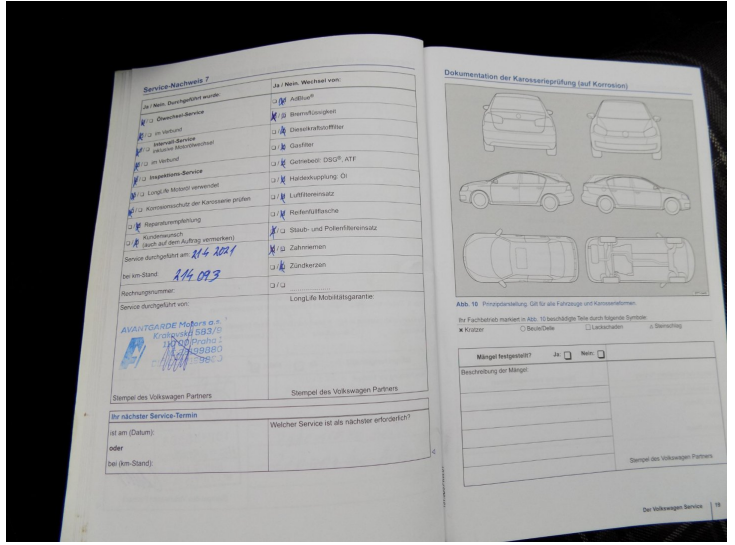 Service-Nachweis 7
Ja / Nein. Durchgeführt wurde:
Ölwechsel-Service
im Verbund
Intervall-Service
inklusive Motorölwechsel
im Verbund
Inspektions-Service
LongLife Motoröl verwendet
Korrosionsschutz der Karosserie prüfen
Reparaturempfehlung
Kundenwunsch
(auch auf dem Auftrag vermerken)
Service durchgeführt am: 21 4 2021
bei km-Stand: 214 093
Rechnungsnummer:
Service durchgeführt von:
AVANTGARDE Motors a.s.
Krakovská 583/9
110 00 Praha 1
Stempel des Volkswagen Partners
Ja / Nein. Wechsel von:
AdBlue®
Bremsflüssigkeit
Dieselkraftstofffilter
Gasfilter
Getriebeöl: DSG®, ATF
Haldexkupplung: Öl
Luftfiltereinsatz
Reifenfüllflasche
Staub- und Pollenfiltereinsatz
Zahnriemen
Zündkerzen
LongLife Mobilitätsgarantie:
Stempel des Volkswagen Partners
Ihr nächster Service-Termin
ist am (Datum):
oder
bei (km-Stand):
Welcher Service ist als nächster erforderlich?
Dokumentation der Karosserieprüfung (auf Korrosion)
Abb. 10 Prinzipdarstellung. Gilt für alle Fahrzeuge und Karosserieformen.
Ihr Fachbetrieb markiert in Abb. 10 beschädigte Teile durch folgende Symbole:
x Kratzer Beule/Delle Lackschaden Steinschlag
Mängel festgestellt? Ja: Nein:
Beschreibung der Mängel:
Stempel des Volkswagen Partners
Der Volkswagen Service